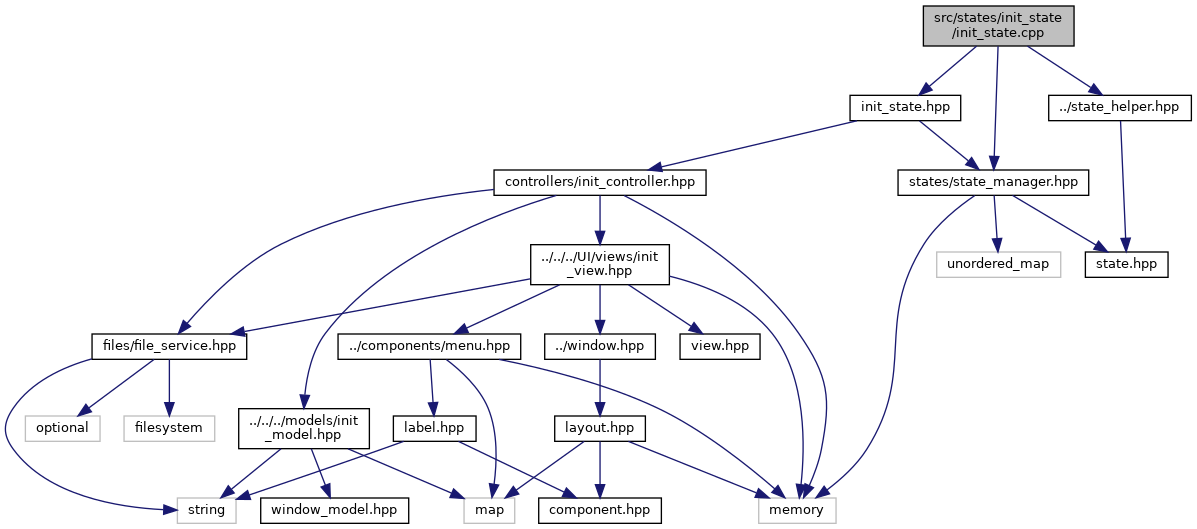 src/states/init_state
/init_state.cpp
init_state.hpp
../state_helper.hpp
controllers/init_controller.hpp
states/state_manager.hpp
../../../UI/views/init
_view.hpp
unordered_map
state.hpp
files/file_service.hpp
../components/menu.hpp
../window.hpp
view.hpp
optional
filesystem
../../../models/init
_model.hpp
label.hpp
layout.hpp
string
window_model.hpp
map
component.hpp
memory